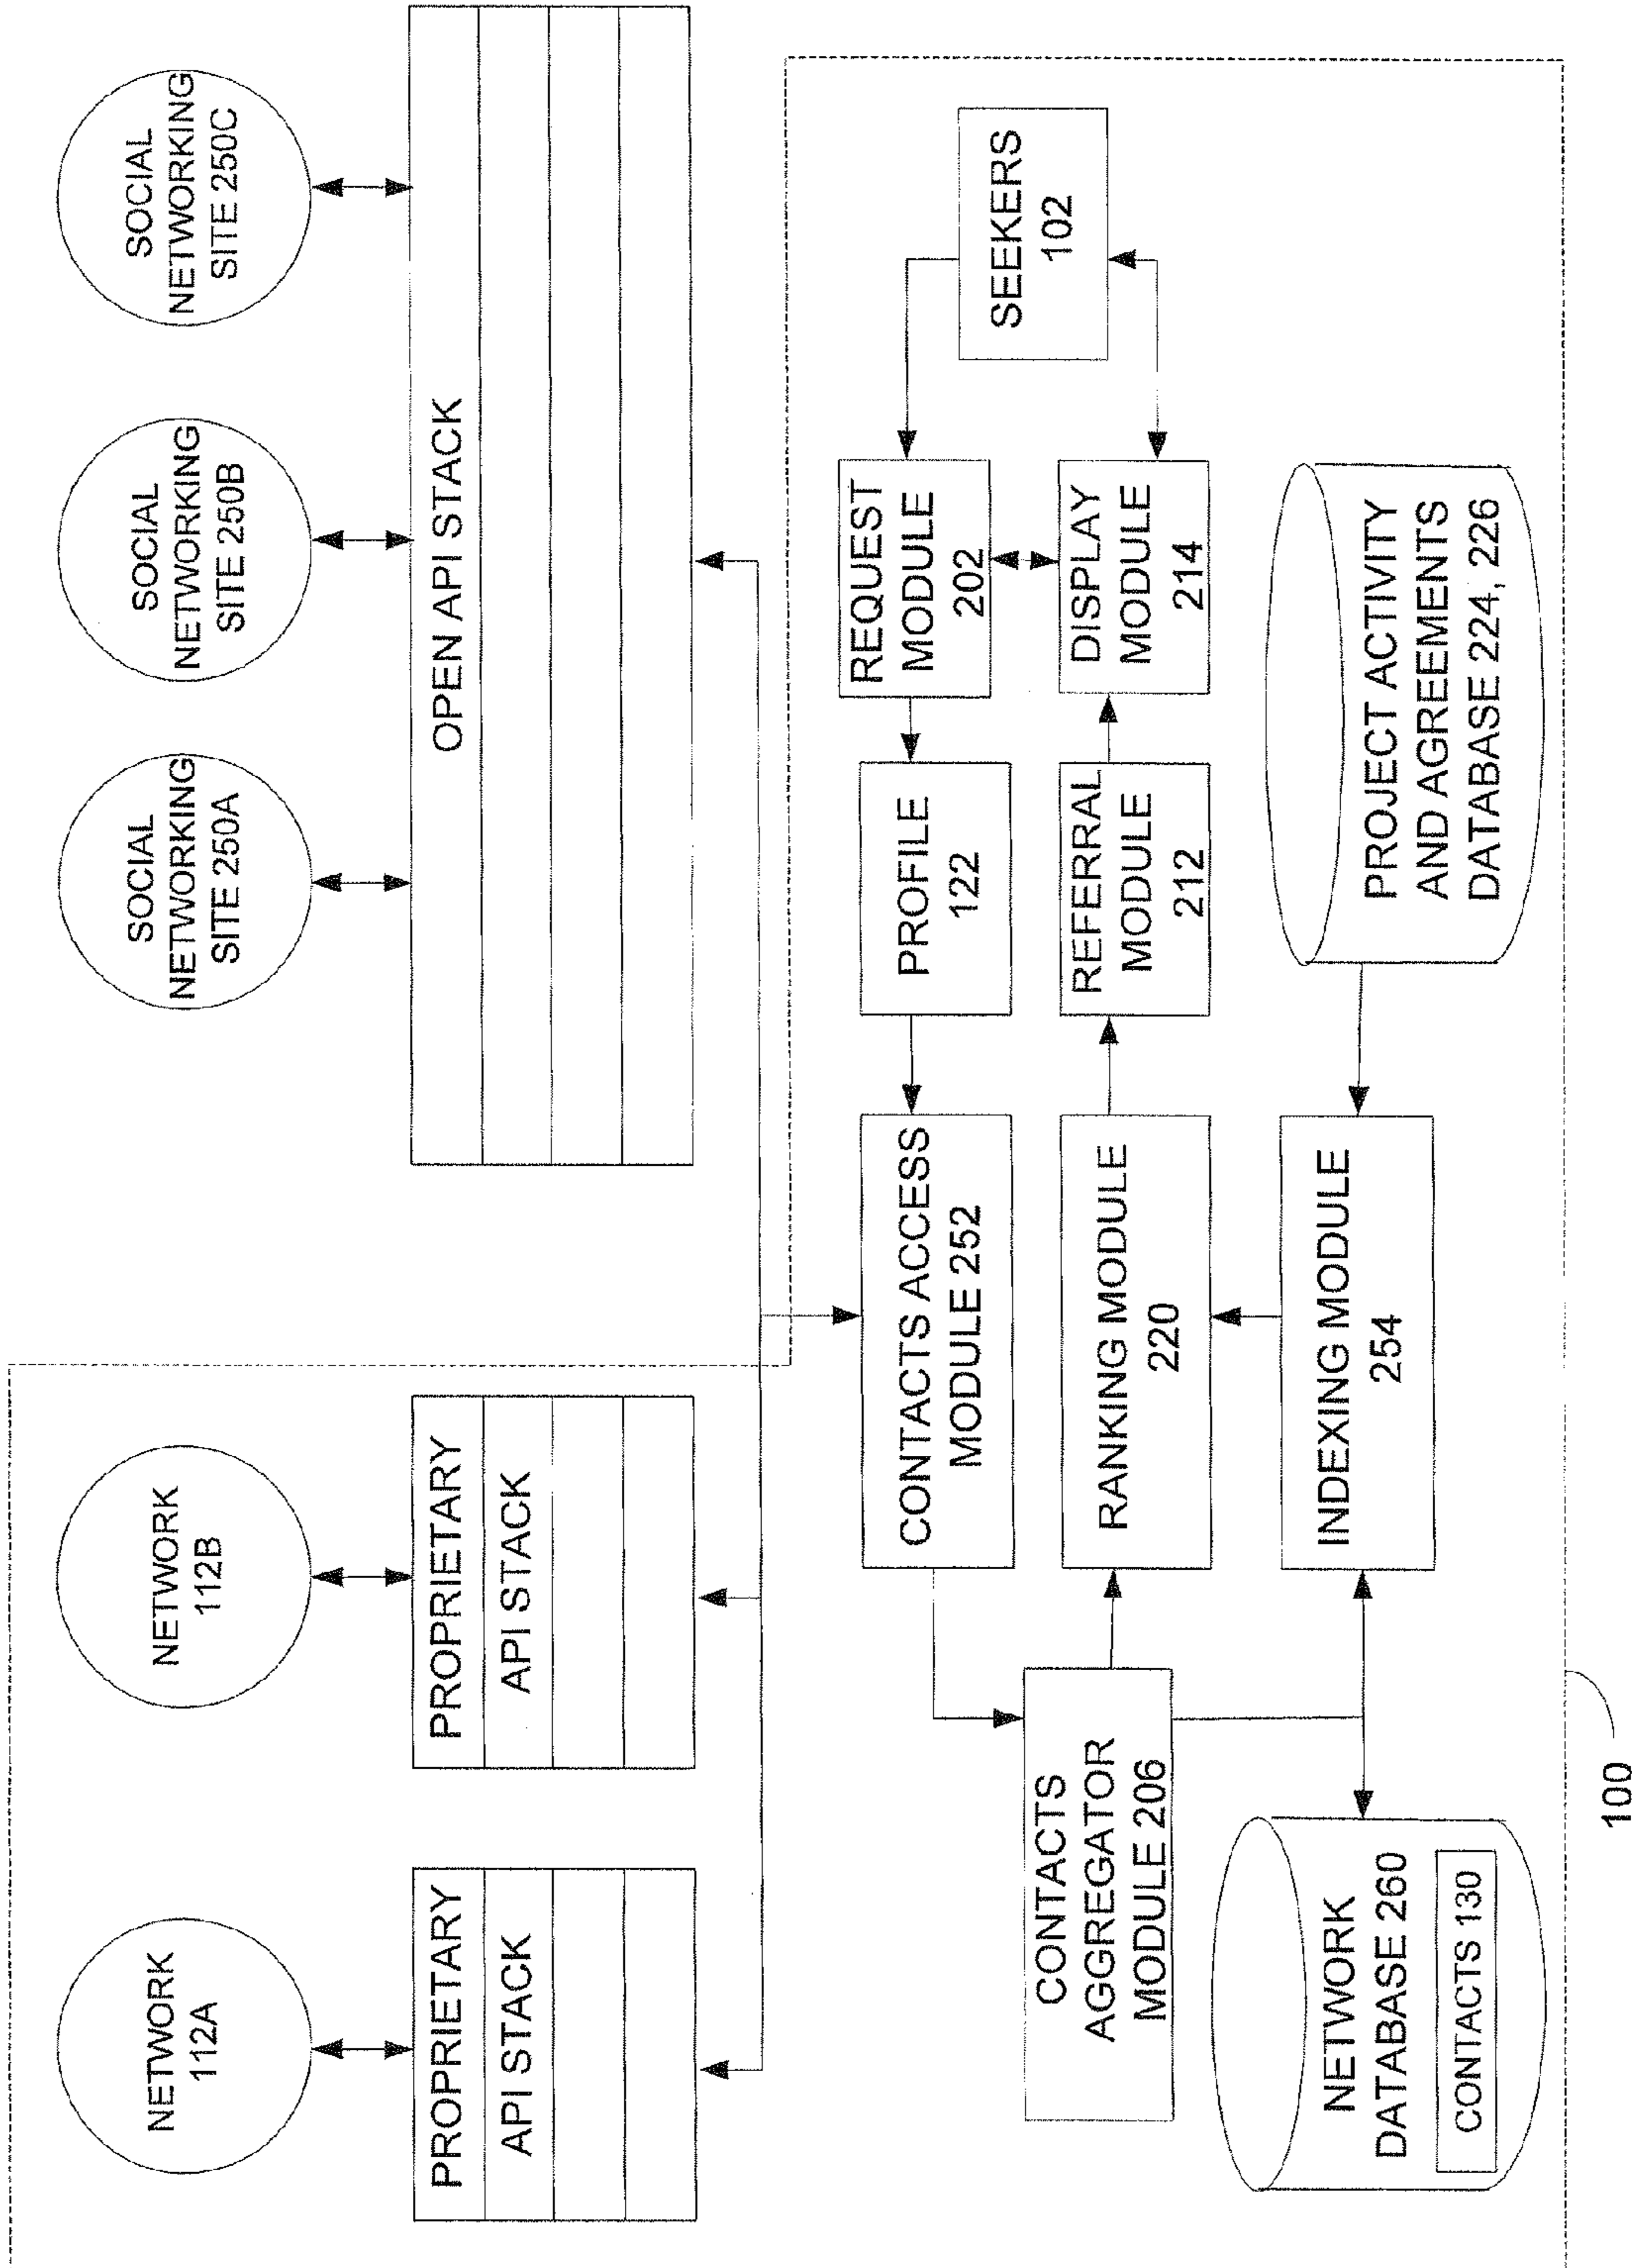 NETWORK
112A
NETWORK
112B
SOCIAL
NETWORKING
SITE 250A
SOCIAL
NETWORKING
SITE 250B
SOCIAL
NETWORKING
SITE 250C
PROPRIETARY
API STACK
PROPRIETARY
API STACK
OPEN API STACK
CONTACTS ACCESS
MODULE 252
PROFILE
122
REQUEST
MODULE
202
SEEKERS
102
CONTACTS
AGGREGATOR
MODULE 206
RANKING MODULE
220
REFERRAL
MODULE
212
DISPLAY
MODULE
214
NETWORK
DATABASE 260
CONTACTS 130
INDEXING MODULE
254
PROJECT ACTIVITY
AND AGREEMENTS
DATABASE 224, 226
100